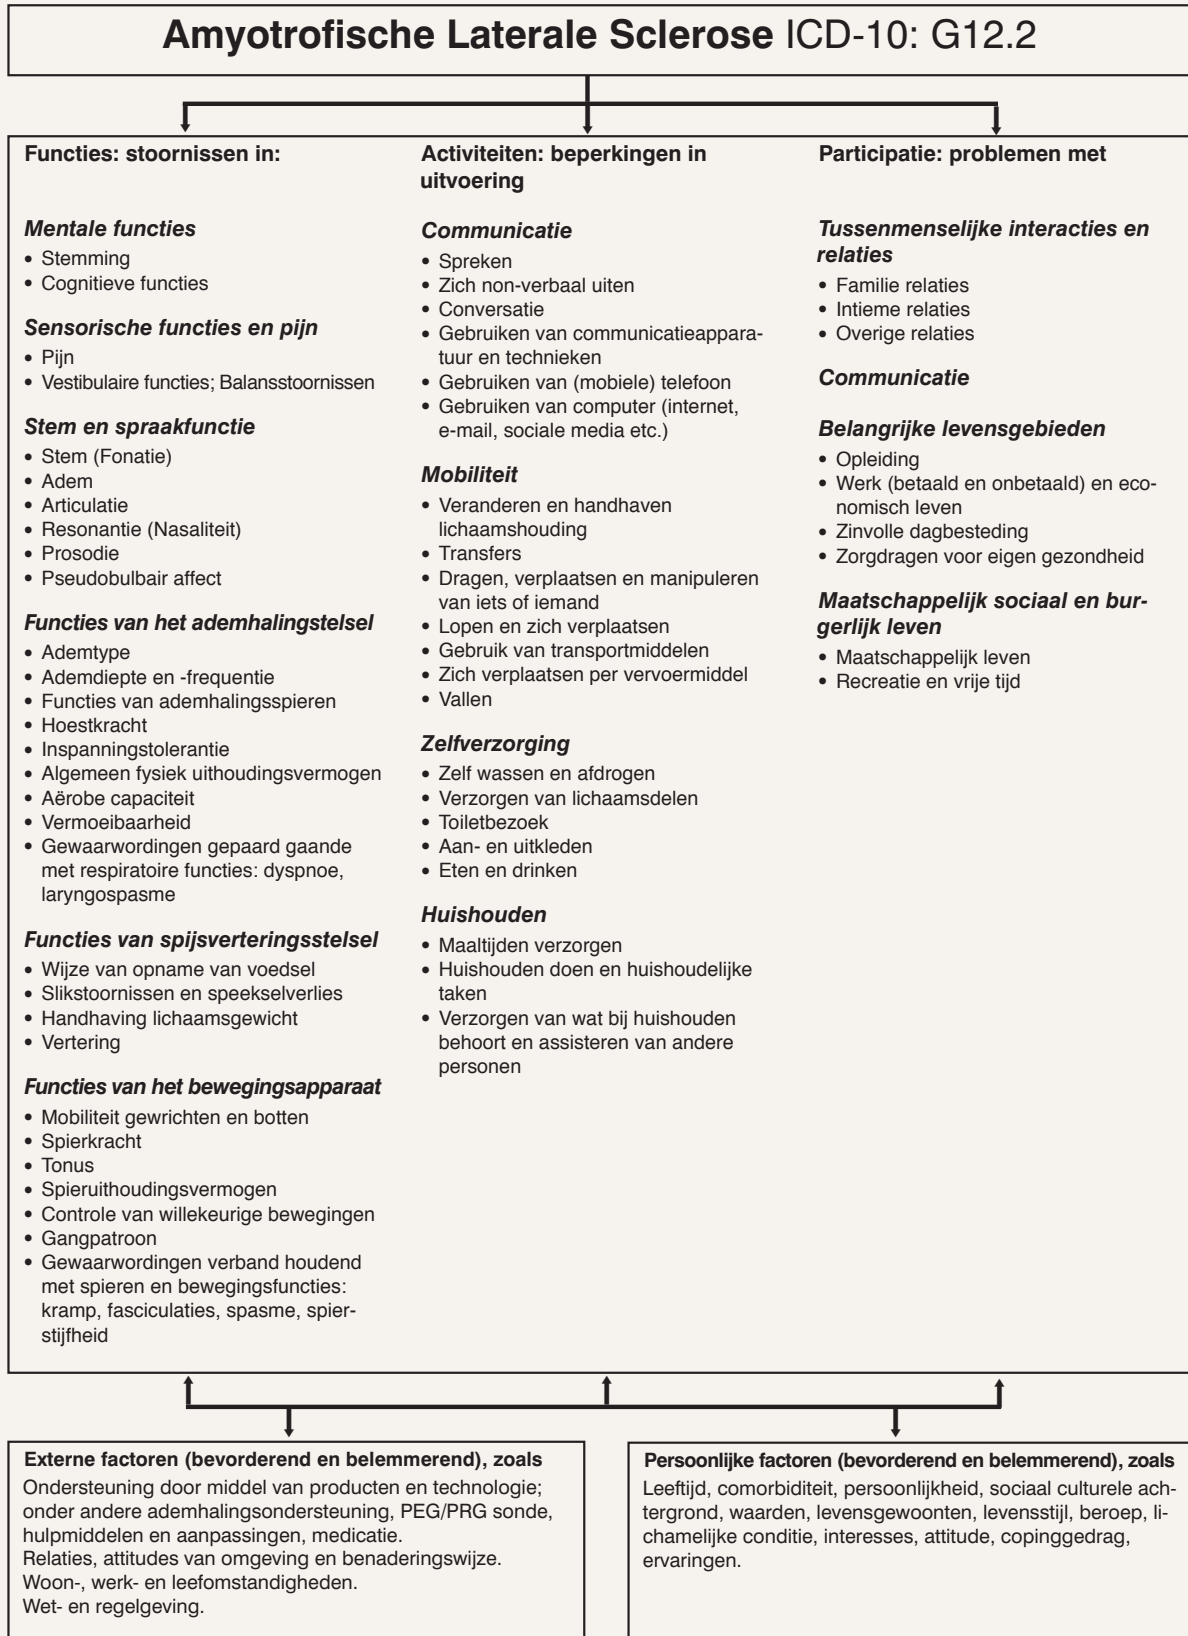 Amyotrofische Laterale Sclerose ICD-10: G12.2
Functies: stoornissen in:
Mentale functies
• Stemming
• Cognitieve functies
Sensorische functies en pijn
• Pijn
• Vestibulaire functies; Balansstoornissen
Stem en spraakfunctie
• Stem (Fonatie)
• Adem
• Articulatie
• Resonantie (Nasaliteit)
• Prosodie
• Pseudobulbair affect
Functies van het ademhalingstelsel
• Ademtype
• Ademdiepte en -frequentie
• Functies van ademhalingsspieren
• Hoestkracht
• Inspanningstolerantie
• Algemeen fysiek uithoudingsvermogen
• Aërobe capaciteit
• Vermoeibaarheid
• Gewaarwordingen gepaard gaande
met respiratoire functies: dyspnoe,
laryngospasme
Functies van spijsverteringsstelsel
• Wijze van opname van voedsel
• Slikstoornissen en speekselverlies
• Handhaving lichaamsgewicht
• Vertering
Functies van het bewegingsapparaat
• Mobiliteit gewrichten en botten
• Spierkracht
• Tonus
• Spieruithoudingsvermogen
• Controle van willekeurige bewegingen
• Gangpatroon
• Gewaarwordingen verband houdend
met spieren en bewegingsfuncties:
kramp, fasciculaties, spasme, spier-
stijfheid
Activiteiten: beperkingen in
uitvoering
Communicatie
• Spreken
• Zich non-verbaal uiten
• Conversatie
• Gebruiken van communicatieappara-
tuur en technieken
• Gebruiken van (mobiele) telefoon
• Gebruiken van computer (internet,
e-mail, sociale media etc.)
Mobiliteit
• Veranderen en handhaven
lichaamshouding
• Transfers
• Dragen, verplaatsen en manipuleren
van iets of iemand
• Lopen en zich verplaatsen
• Gebruik van transportmiddelen
• Zich verplaatsen per vervoermiddel
• Vallen
Zelfverzorging
• Zelf wassen en afdrogen
• Verzorgen van lichaamsdelen
• Toiletbezoek
• Aan- en uitkleden
• Eten en drinken
Huishouden
• Maaltijden verzorgen
• Huishouden doen en huishoudelijke
taken
• Verzorgen van wat bij huishouden
behoort en assisteren van andere
personen
Participatie: problemen met
Tussenmenselijke interacties en
relaties
• Familie relaties
• Intieme relaties
• Overige relaties
Communicatie
Belangrijke levensgebieden
• Opleiding
• Werk (betaald en onbetaald) en eco-
nomisch leven
• Zinvolle dagbesteding
• Zorgdragen voor eigen gezondheid
Maatschappelijk sociaal en bur-
gerlijk leven
• Maatschappelijk leven
• Recreatie en vrije tijd
Externe factoren (bevorderend en belemmerend), zoals
Ondersteuning door middel van producten en technologie;
onder andere ademhalingsondersteuning, PEG/PRG sonde,
hulpmiddelen en aanpassingen, medicatie.
Relaties, attitudes van omgeving en benaderingswijze.
Woon-, werk- en leefomstandigheden.
Wet- en regelgeving.
Persoonlijke factoren (bevorderend en belemmerend), zoals
Leeftijd, comorbiditeit, persoonlijkheid, sociaal culturele ach-
tergrond, waarden, levensgewoonten, levensstijl, beroep, li-
chamelijke conditie, interesses, attitude, copinggedrag,
ervaringen.